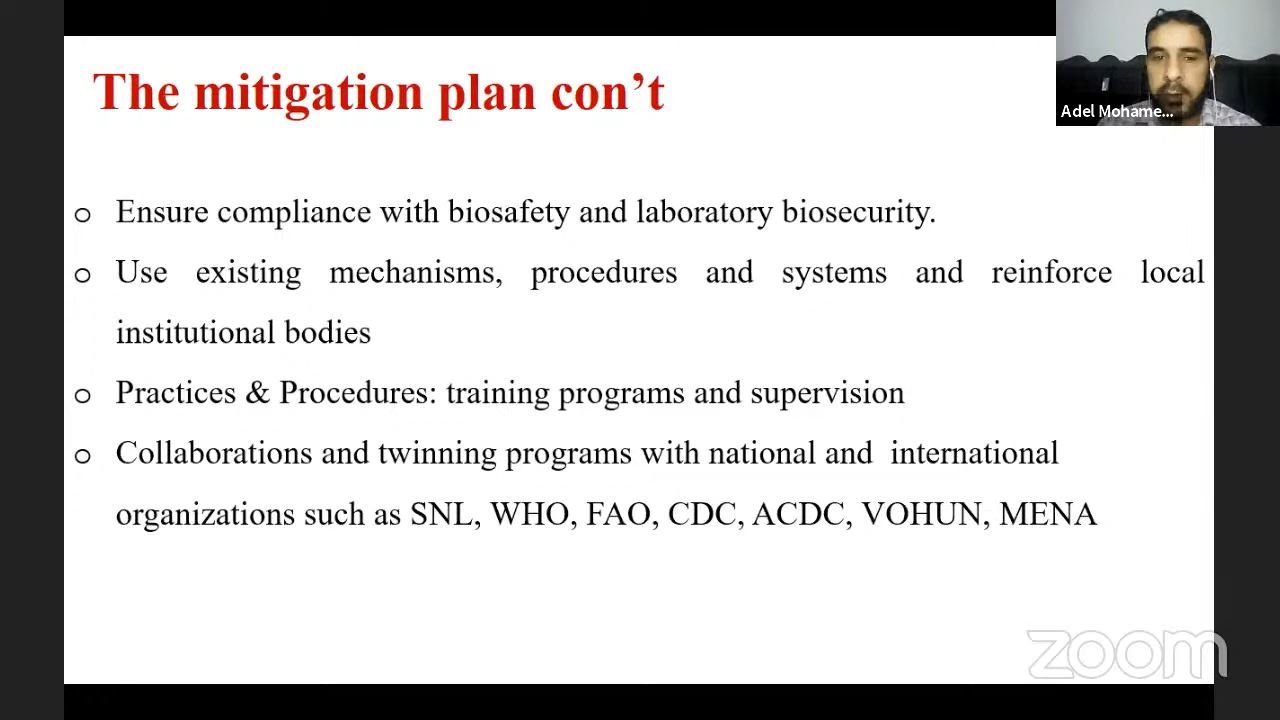 The mitigation plan con’t
Adel Mohame...
o Ensure compliance with biosafety and laboratory biosecurity.
o Use existing mechanisms, procedures and systems and reinforce local
institutional bodies
o Practices & Procedures: training programs and supervision
o Collaborations and twinning programs with national and international
organizations such as SNL, WHO, FAO, CDC, ACDC, VOHUN, MENA
zoom